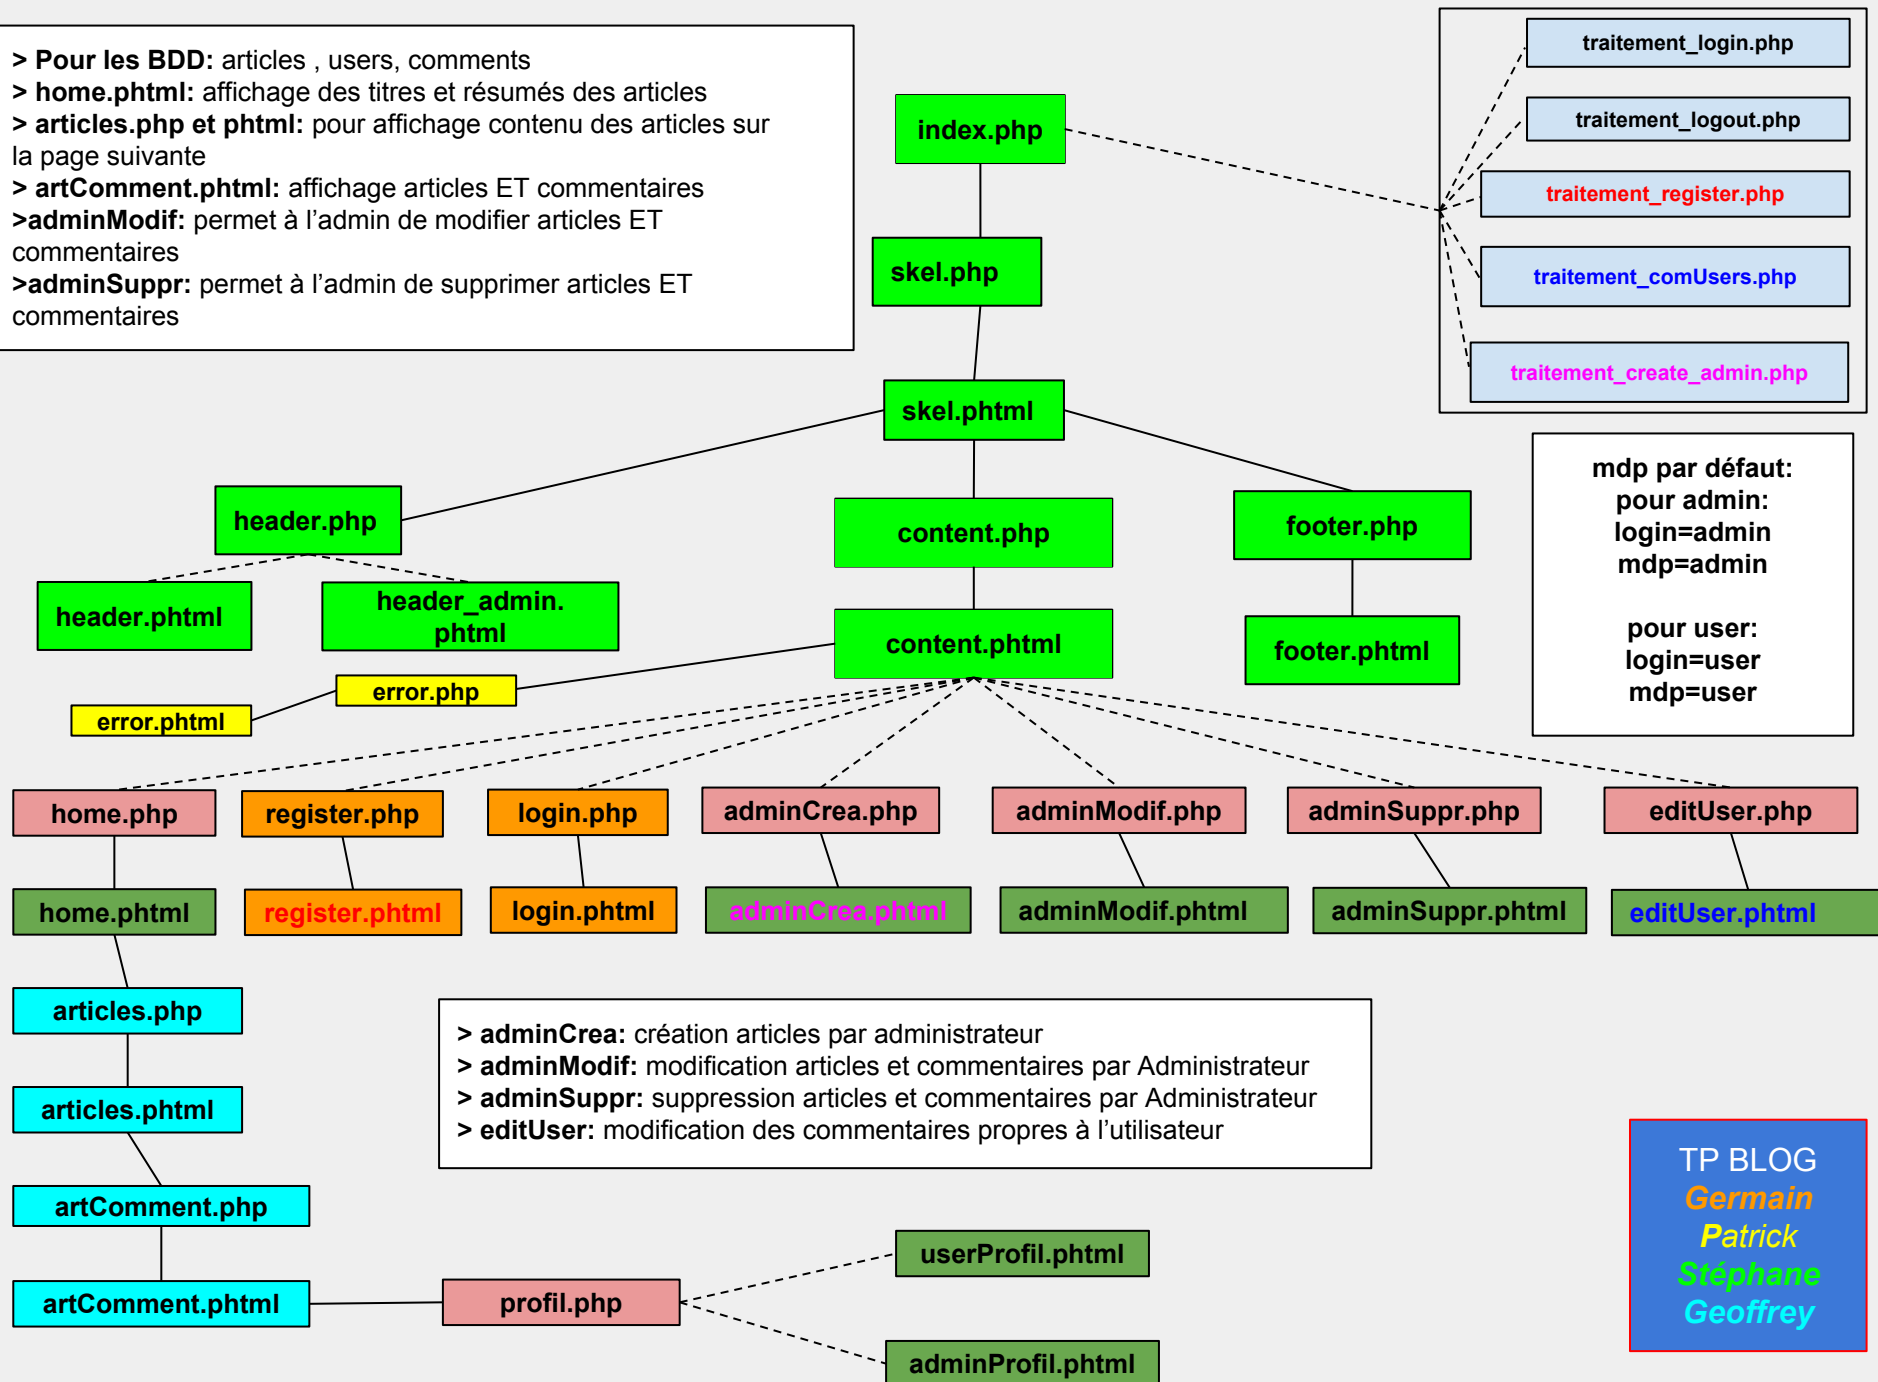 > Pour les BDD: articles , users, comments
> home.phtml: affichage des titres et résumés des articles
> articles.php et phtml: pour affichage contenu des articles sur
la page suivante
> artComment.phtml: affichage articles ET commentaires
>adminModif: permet à l’admin de modifier articles ET
commentaires
>adminSuppr: permet à l’admin de supprimer articles ET
commentaires
index.php
traitement_login.php
traitement_logout.php
traitement_register.php
traitement_comUsers.php
traitement_create_admin.php
skel.php
skel.phtml
header.php
content.php
footer.php
mdp par défaut:
pour admin:
login=admin
mdp=admin
pour user:
login=user
mdp=user
header.phtml
header_admin.
phtml
content.phtml
footer.phtml
error.php
error.phtml
home.php
register.php
login.php
adminCrea.php
adminModif.php
adminSuppr.php
editUser.php
home.phtml
register.phtml
login.phtml
adminCrea.phtml
adminModif.phtml
adminSuppr.phtml
editUser.phtml
articles.php
articles.phtml
artComment.php
artComment.phtml
> adminCrea: création articles par administrateur
> adminModif: modification articles et commentaires par Administrateur
> adminSuppr: suppression articles et commentaires par Administrateur
> editUser: modification des commentaires propres à l’utilisateur
profil.php
userProfil.phtml
adminProfil.phtml
TP BLOG
Germain
Patrick
Stéphane
Geoffrey